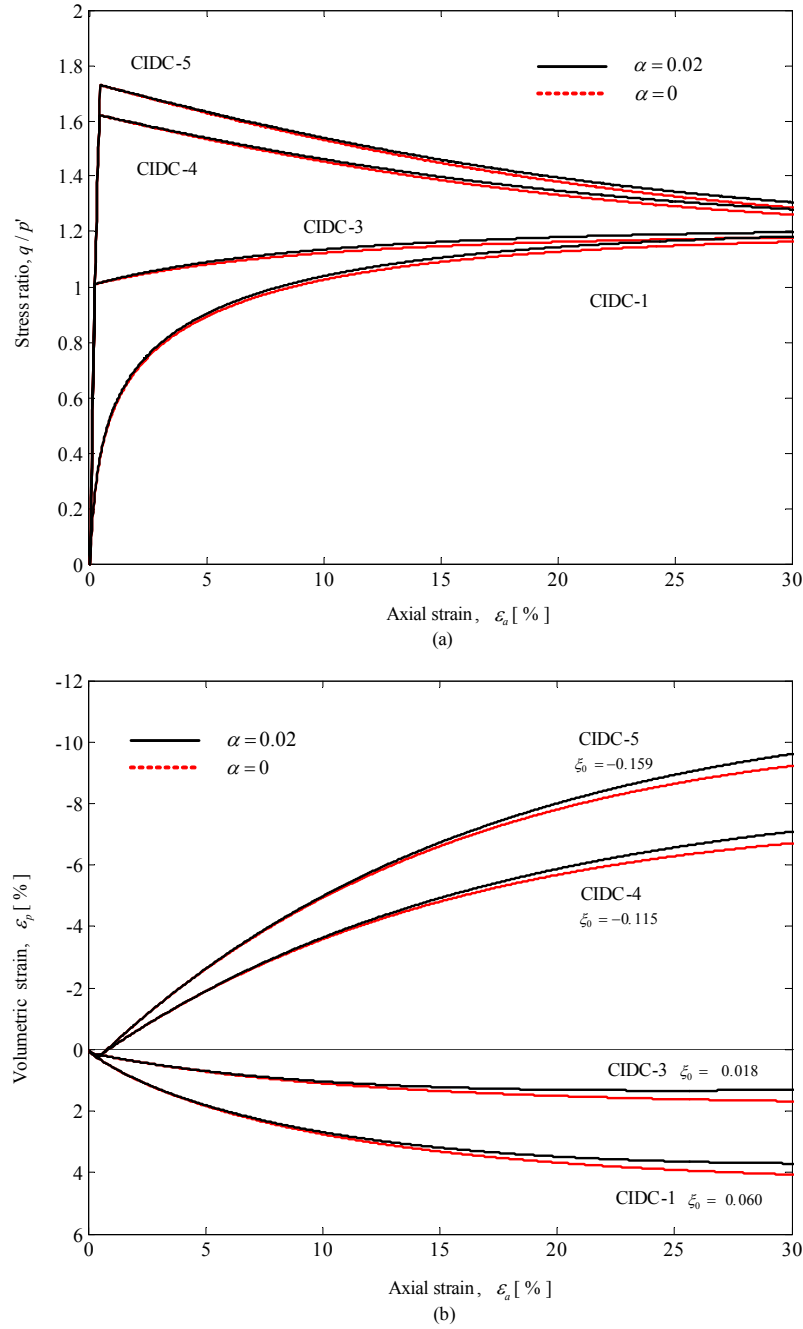 2
1.8
1.6
1.4
1.2
1
0.8
0.6
0.4
0.2
0
Stress ratio, q / p'
CIDC-5
CIDC-4
CIDC-3
CIDC-1
α = 0.02
α = 0
0 5 10 15 20 25 30
Axial strain, εa [ % ]
(a)
-12
-10
-8
-6
-4
-2
0
2
4
6
Volumetric strain, εp [ % ]
α = 0.02
α = 0
CIDC-5
ξ0 = -0.159
CIDC-4
ξ0 = -0.115
CIDC-3 ξ0 = 0.018
CIDC-1 ξ0 = 0.060
0 5 10 15 20 25 30
Axial strain, εa [ % ]
(b)